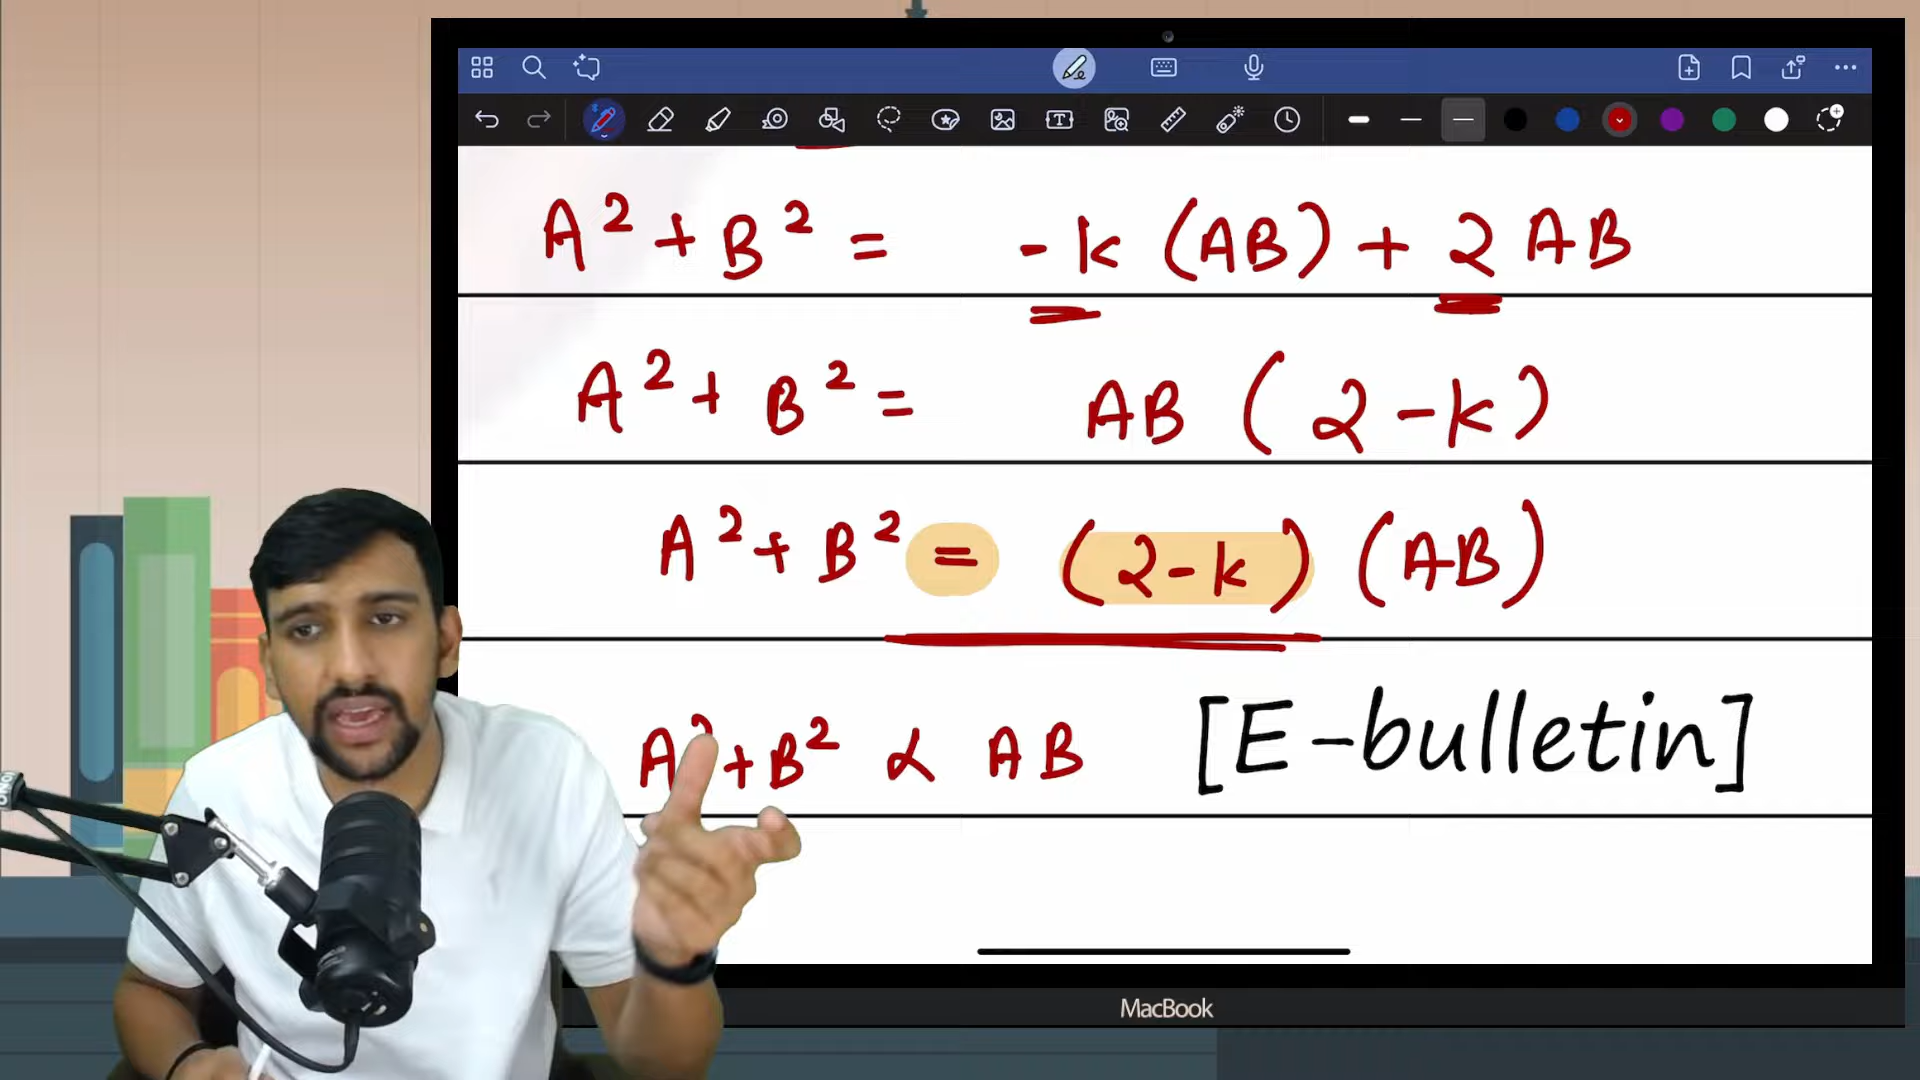 A² + B² = -k (AB) + 2 AB
A² + B² = AB (2 - k)
A² + B² = (2 - k) (AB)
A² + B² ∝ AB [E-bulletin]
MacBook